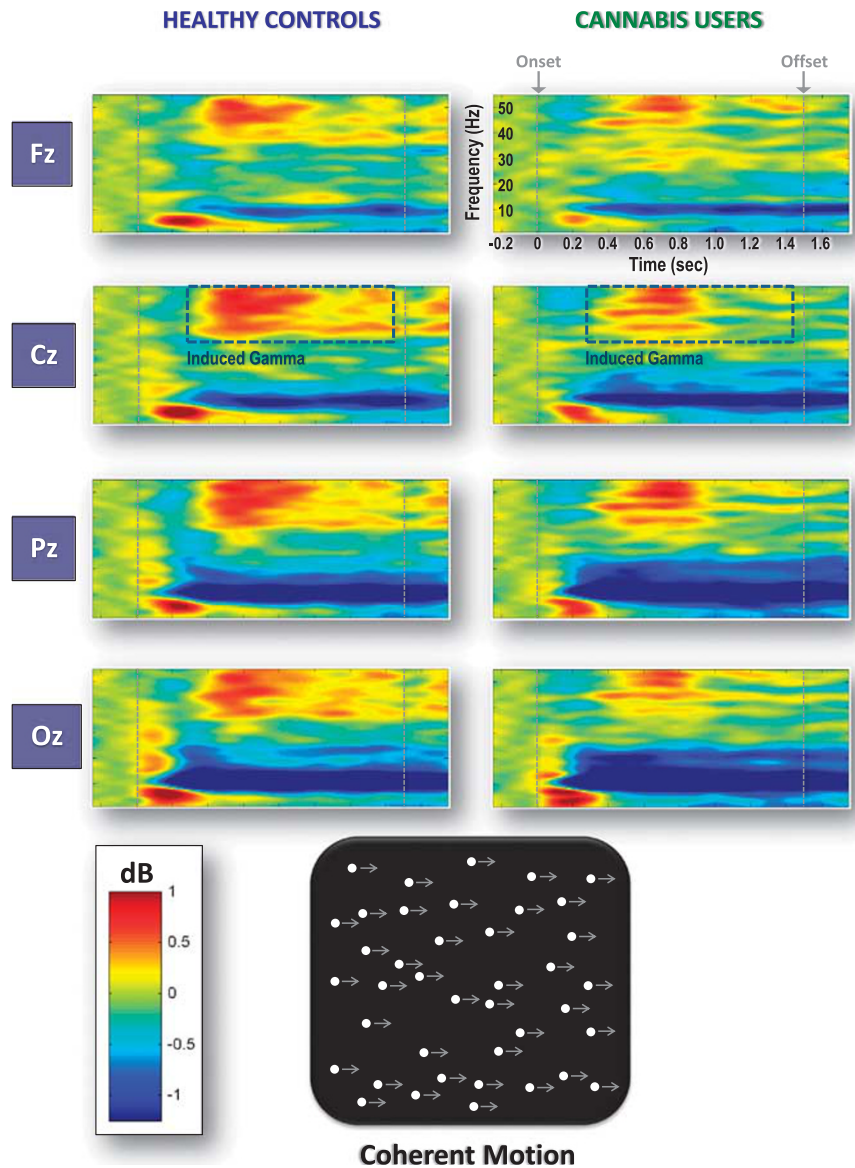 HEALTHY CONTROLS
CANNABIS USERS
Onset
Offset
Fz
Frequency (Hz)
50
40
30
20
10
-0.2 0 0.2 0.4 0.6 0.8 1.0 1.2 1.4 1.6
Time (sec)
Cz
Induced Gamma
Induced Gamma
Pz
Oz
dB
1
0.5
0
-0.5
-1
Coherent Motion